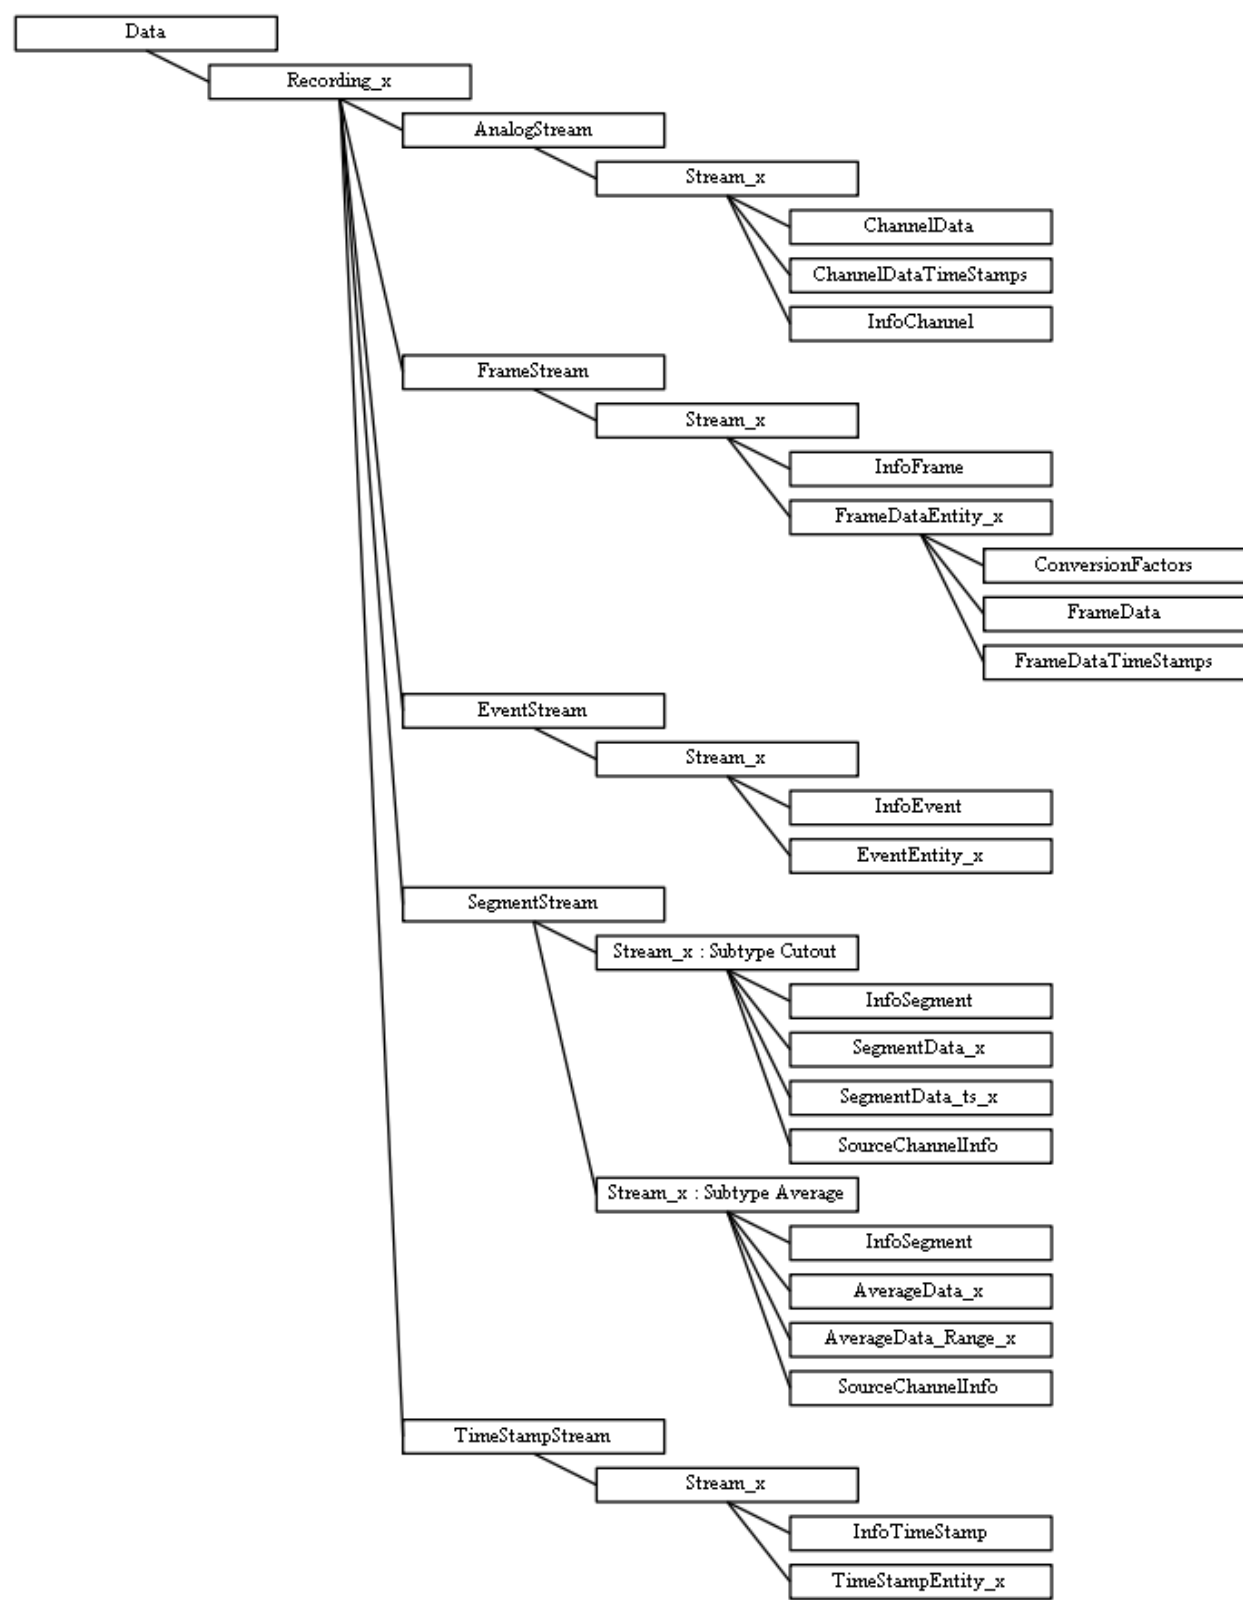 Data
Recording_x
AnalogStream
Stream_x
ChannelData
ChannelDataTimeStamps
InfoChannel
FrameStream
Stream_x
InfoFrame
FrameDataEntity_x
ConversionFactors
FrameData
FrameDataTimeStamps
EventStream
Stream_x
InfoEvent
EventEntity_x
SegmentStream
Stream_x : Subtype Cutout
InfoSegment
SegmentData_x
SegmentData_ts_x
SourceChannelInfo
Stream_x : Subtype Average
InfoSegment
AverageData_x
AverageData_Range_x
SourceChannelInfo
TimeStampStream
Stream_x
InfoTimeStamp
TimeStampEntity_x